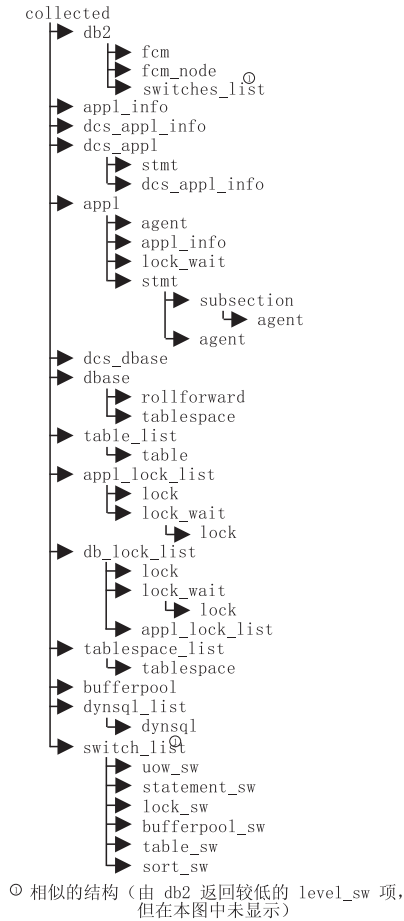 collected
db2
fcm
fcm_node
switches_list ①
appl_info
dcs_appl_info
dcs_appl
stmt
dcs_appl_info
appl
agent
appl_info
lock_wait
stmt
subsection
agent
agent
dcs_dbase
dbase
rollforward
tablespace
table_list
table
appl_lock_list
lock
lock_wait
lock
db_lock_list
lock
lock_wait
lock
appl_lock_list
tablespace_list
tablespace
bufferpool
dynsql_list
dynsql
switch_list ①
uow_sw
statement_sw
lock_sw
bufferpool_sw
table_sw
sort_sw
① 相似的结构（由 db2 返回较低的 level_sw 项，
但在本图中未显示）